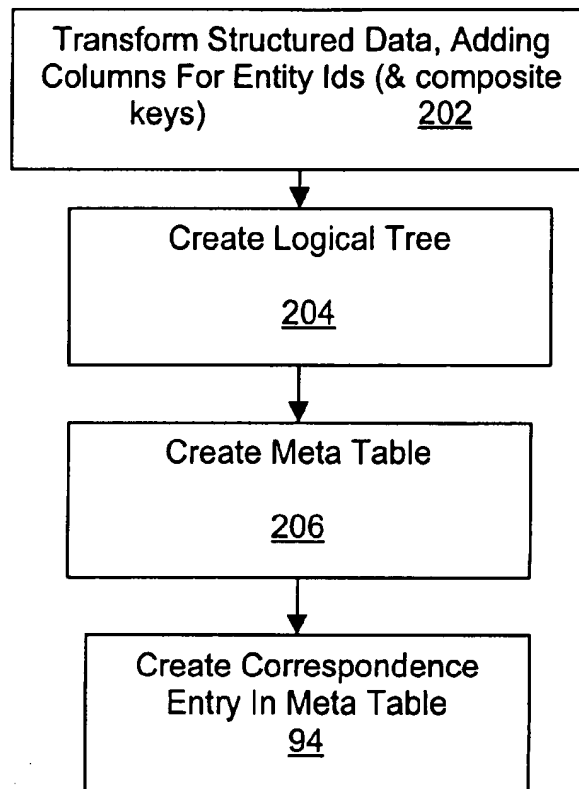 Transform Structured Data, Adding
Columns For Entity Ids (& composite
keys) 202
Create Logical Tree
204
Create Meta Table
206
Create Correspondence
Entry In Meta Table
94